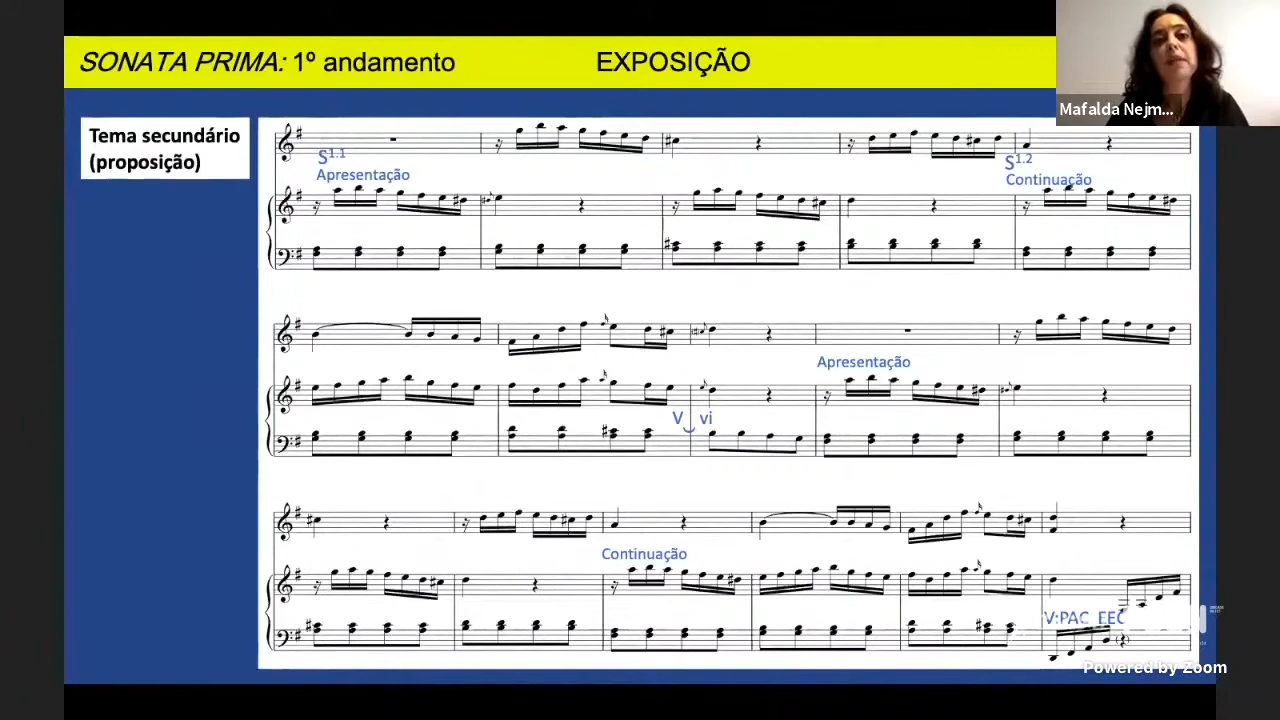 SONATA PRIMA: 1º andamento EXPOSIÇÃO
Mafalda Nejm...
Tema secundário
(proposição)
S1.1
Apresentação
S1.2
Continuação
Apresentação
V vi
Continuação
V:PAC EEC
Powered by Zoom